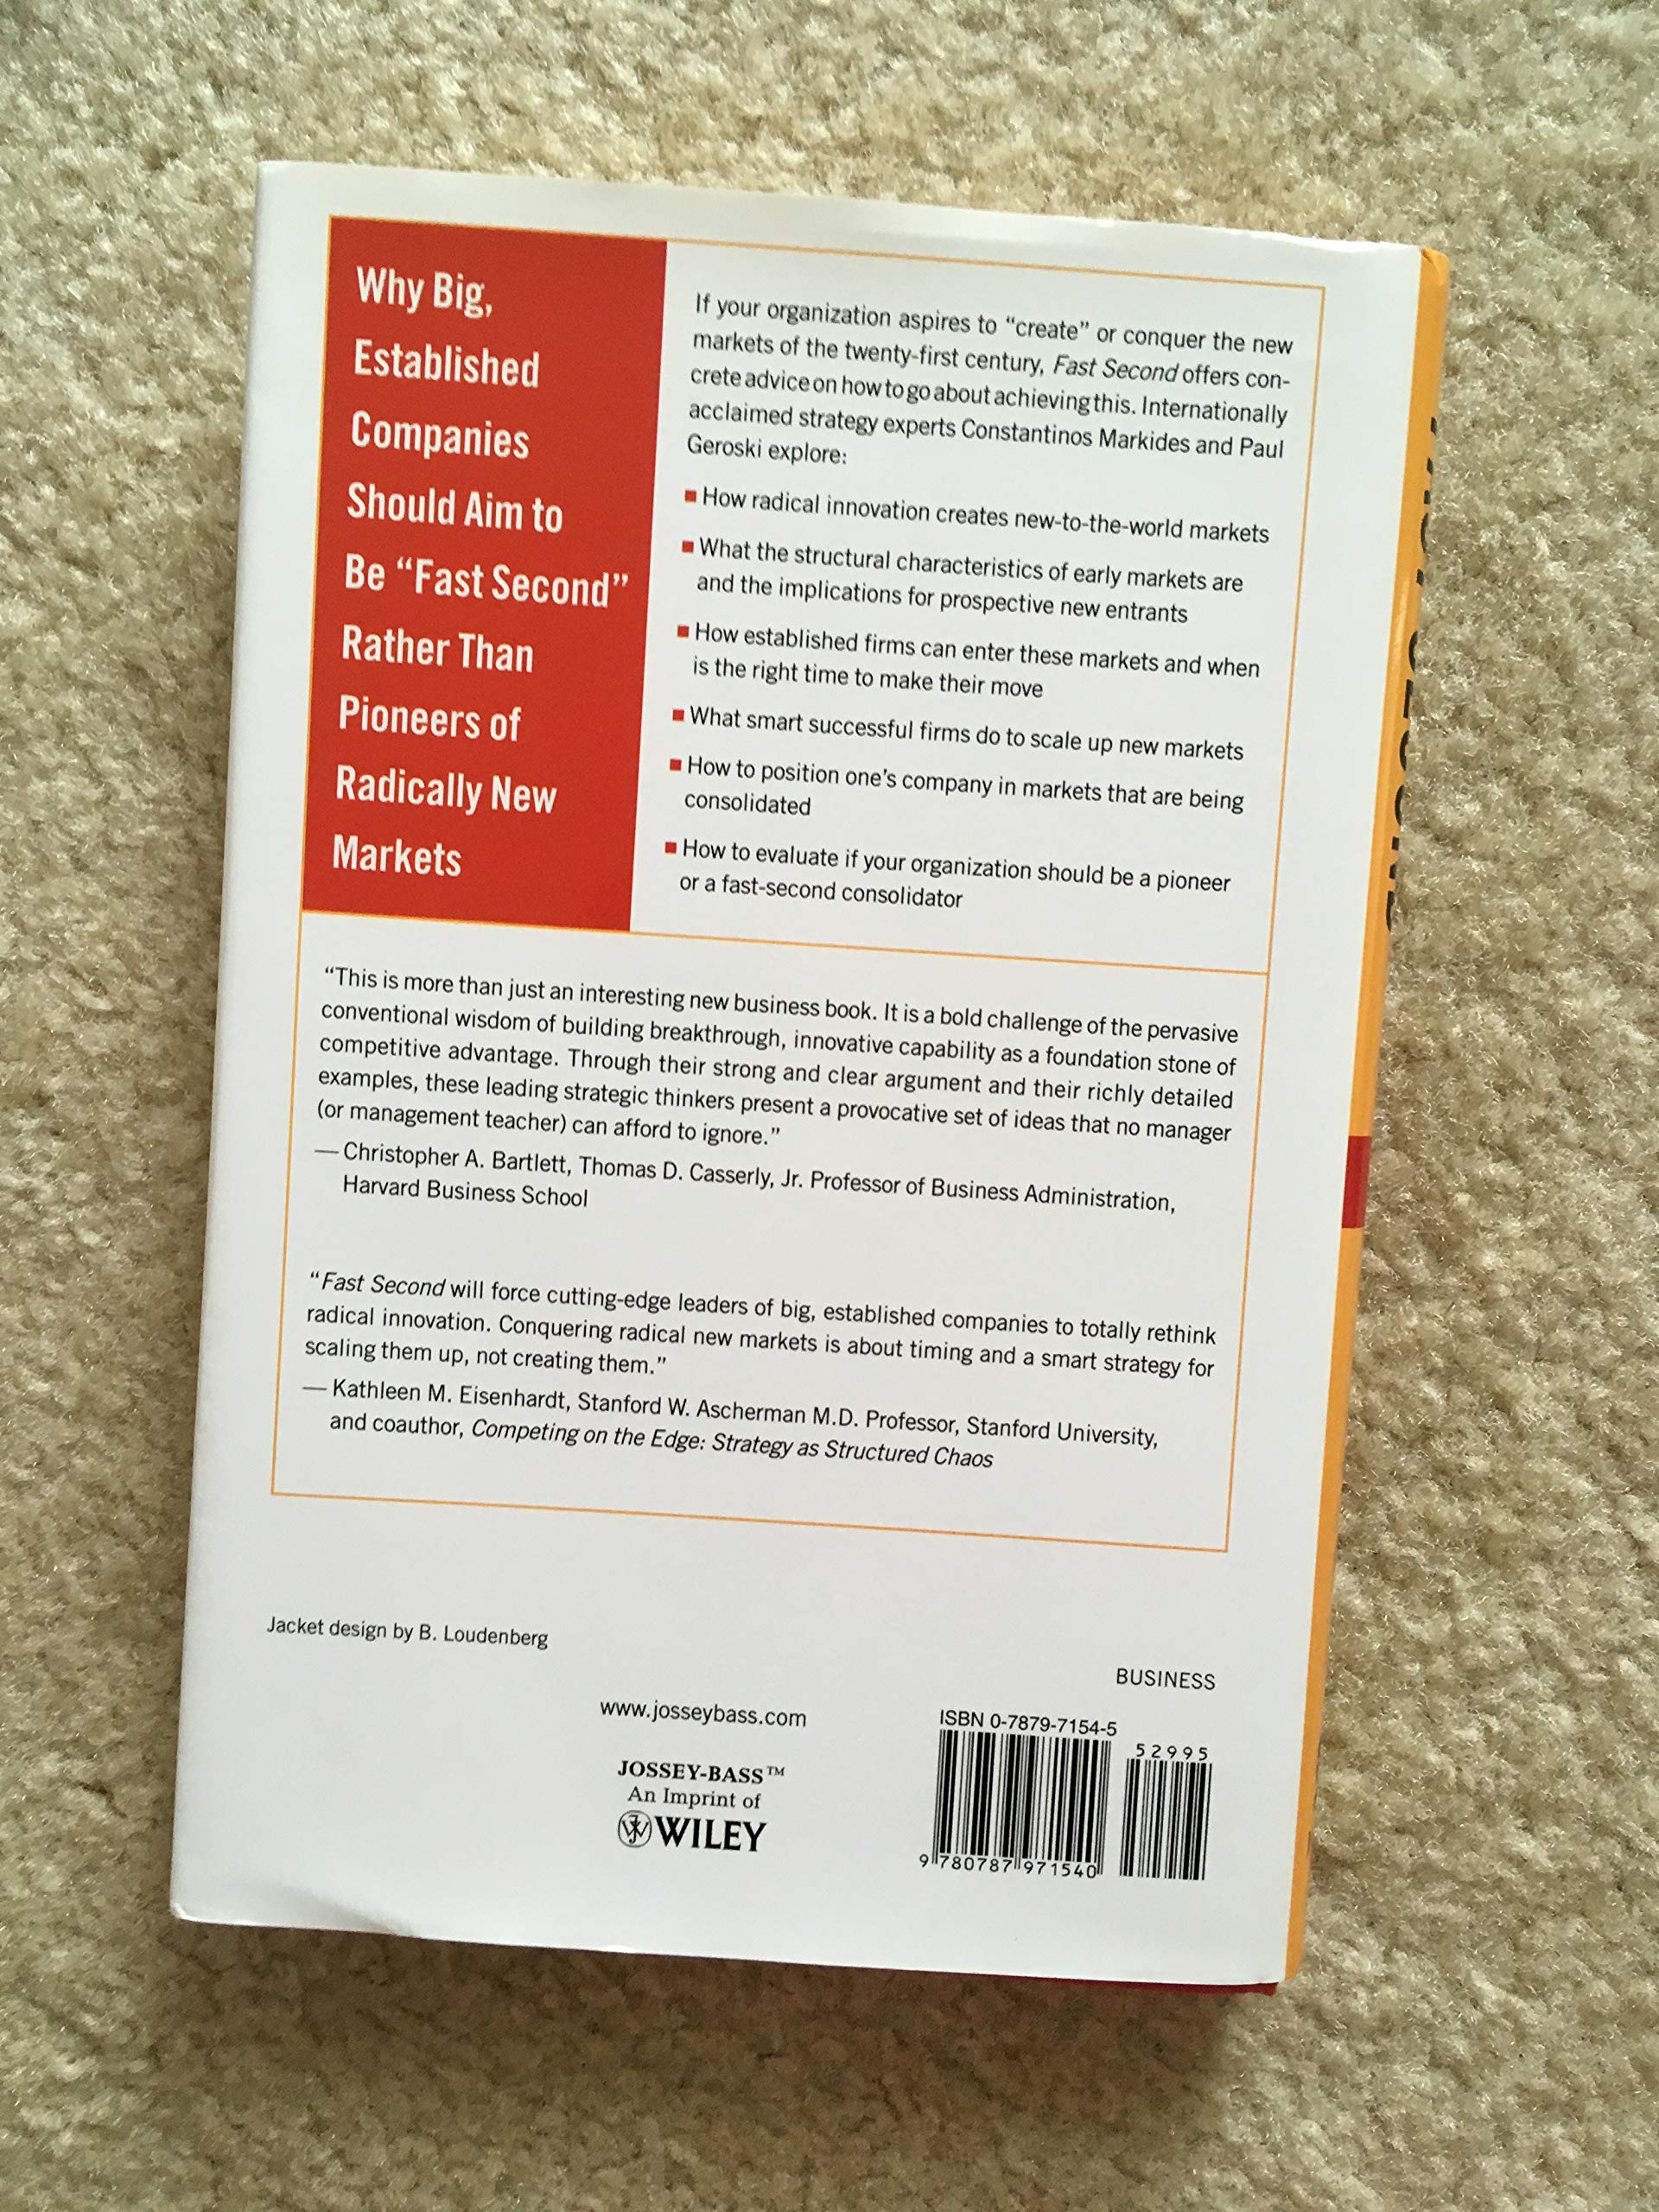 Why Big,
Established
Companies
Should Aim to
Be “Fast Second”
Rather Than
Pioneers of
Radically New
Markets
If your organization aspires to “create” or conquer the new
markets of the twenty-first century, Fast Second offers con-
crete advice on how to go about achieving this. Internationally
acclaimed strategy experts Constantinos Markides and Paul
Geroski explore:
■ How radical innovation creates new-to-the-world markets
■ What the structural characteristics of early markets are
and the implications for prospective new entrants
■ How established firms can enter these markets and when
is the right time to make their move
■ What smart successful firms do to scale up new markets
■ How to position one’s company in markets that are being
consolidated
■ How to evaluate if your organization should be a pioneer
or a fast-second consolidator
“This is more than just an interesting new business book. It is a bold challenge of the pervasive
conventional wisdom of building breakthrough, innovative capability as a foundation stone of
competitive advantage. Through their strong and clear argument and their richly detailed
examples, these leading strategic thinkers present a provocative set of ideas that no manager
(or management teacher) can afford to ignore.”
— Christopher A. Bartlett, Thomas D. Casserly, Jr. Professor of Business Administration,
Harvard Business School
“Fast Second will force cutting-edge leaders of big, established companies to totally rethink
radical innovation. Conquering radical new markets is about timing and a smart strategy for
scaling them up, not creating them.”
— Kathleen M. Eisenhardt, Stanford W. Ascherman M.D. Professor, Stanford University,
and coauthor, Competing on the Edge: Strategy as Structured Chaos
Jacket design by B. Loudenberg
BUSINESS
www.josseybass.com
JOSSEY-BASS™
An Imprint of
WILEY
ISBN 0-7879-7154-5
52995
9 780787 971540